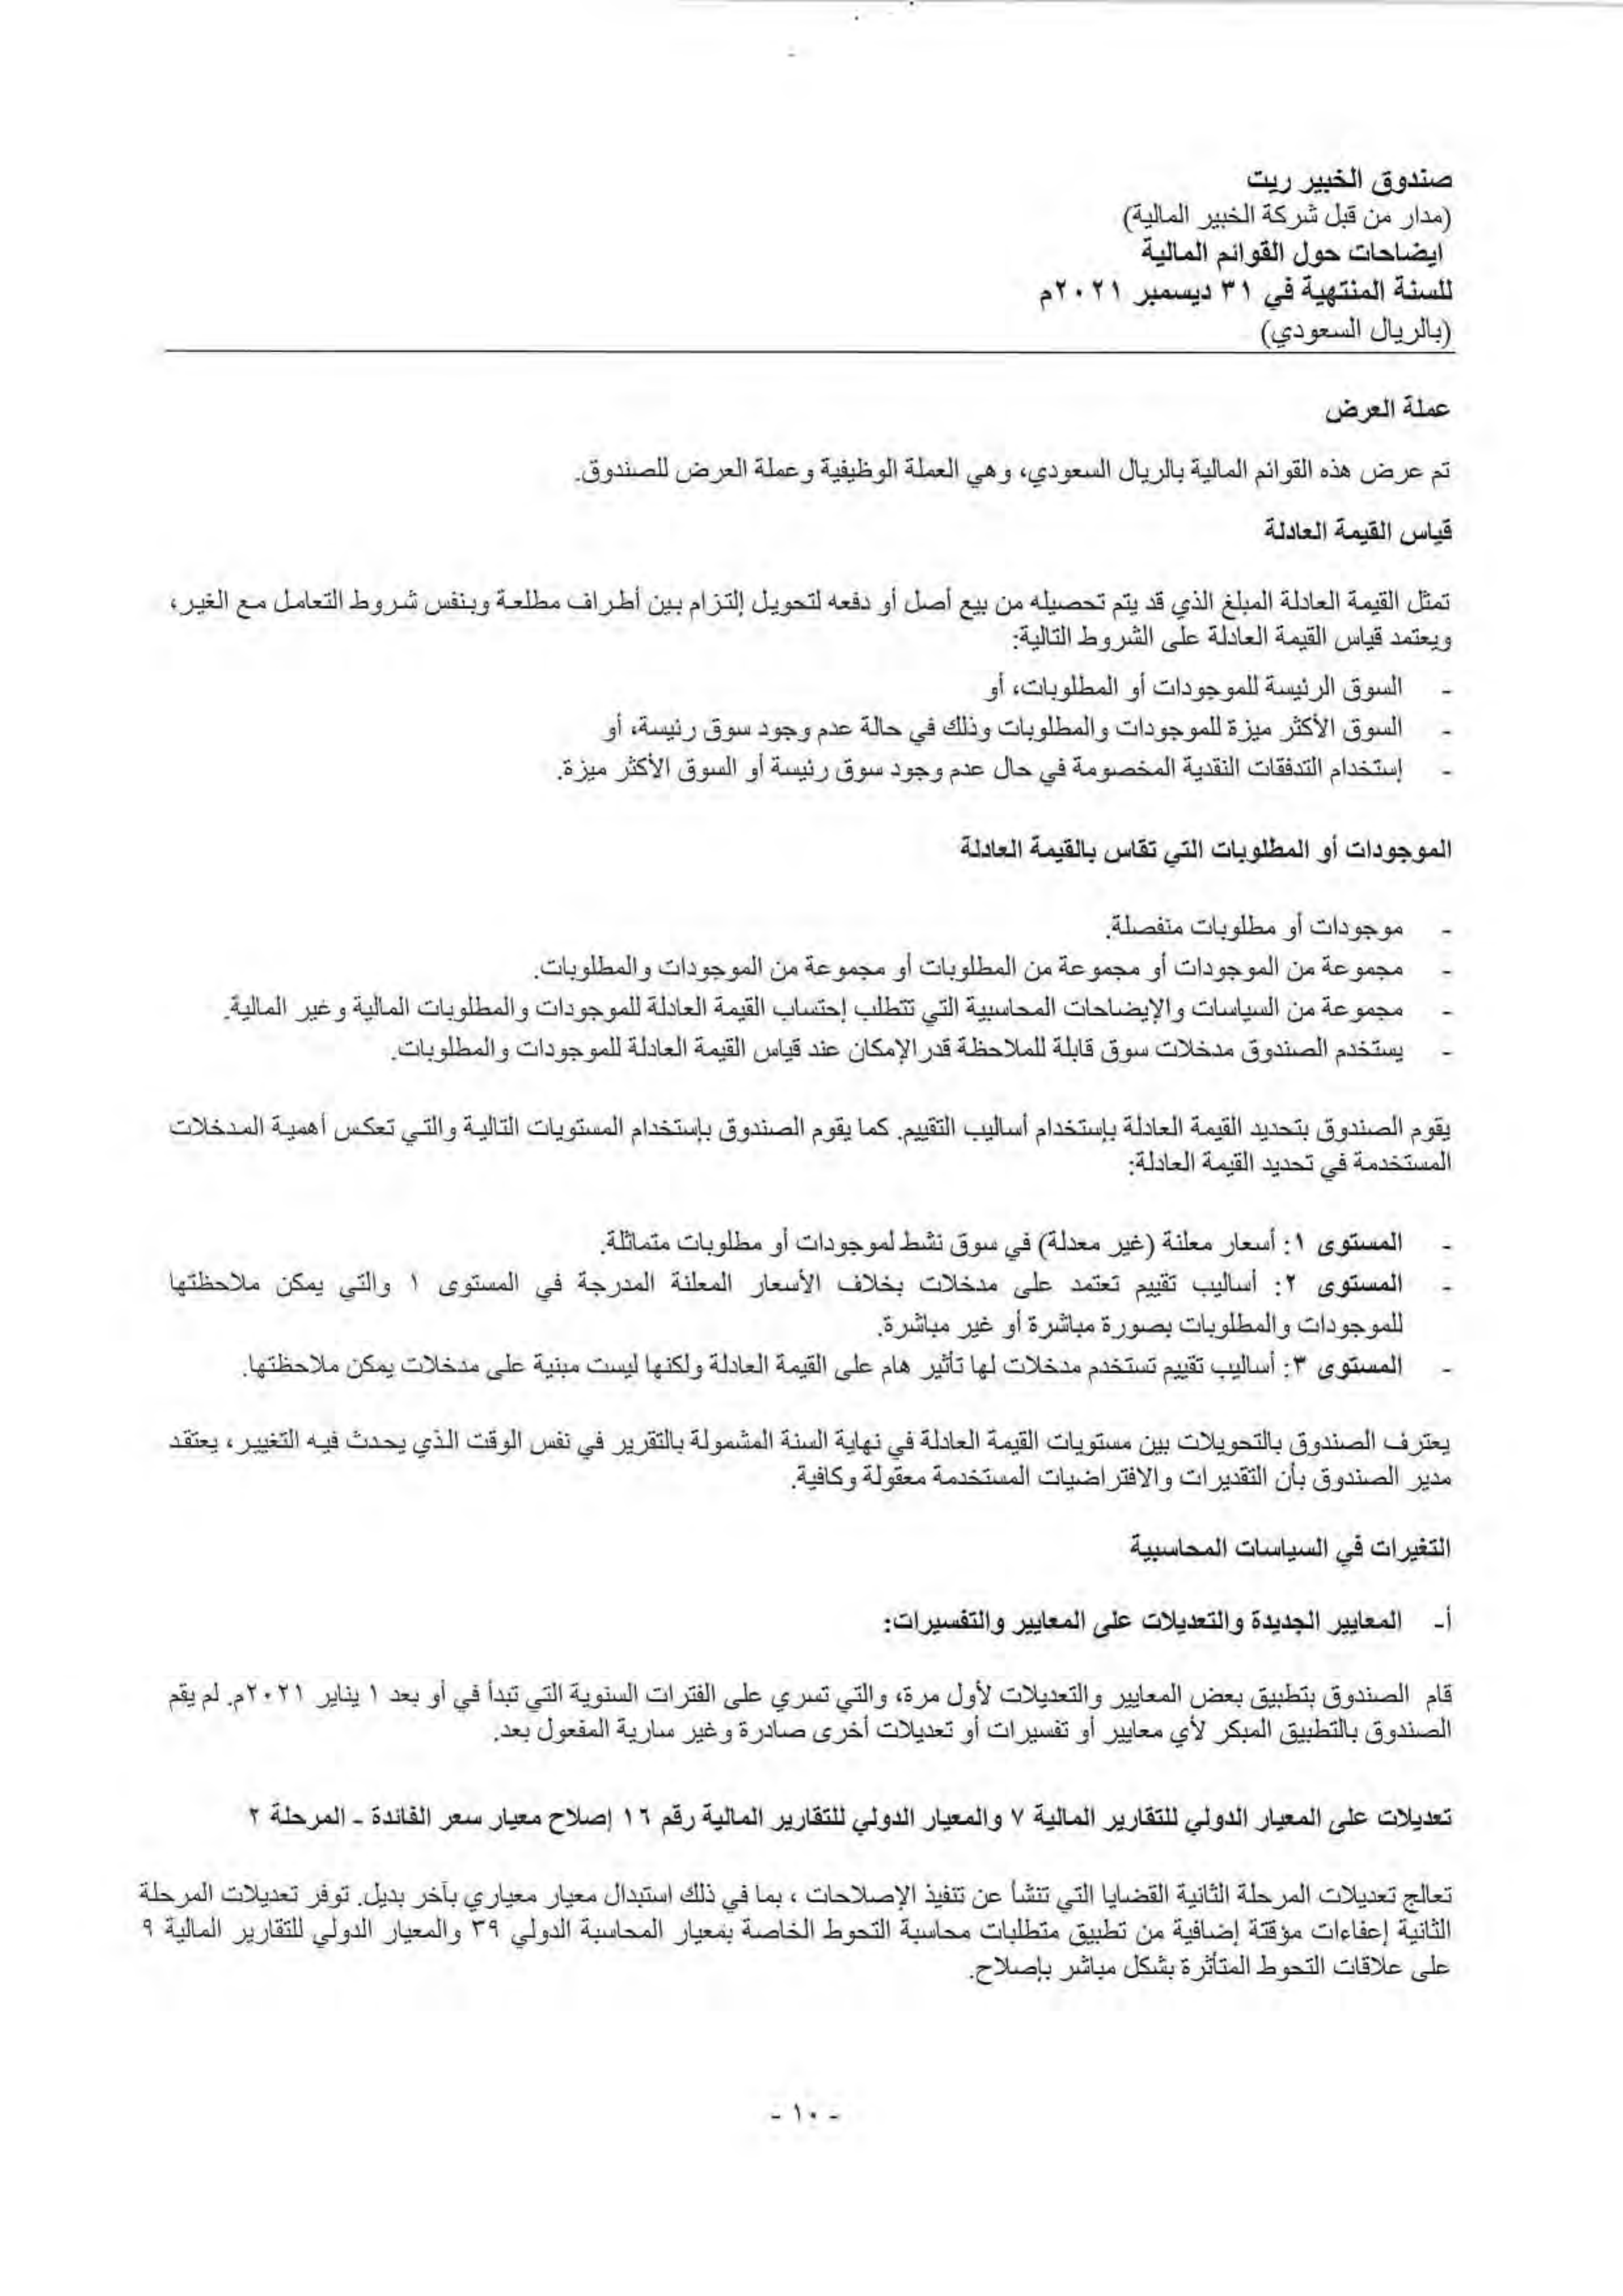 صندوق الخبير ريت
(مدار من قبل شركة الخبير المالية)
ايضاحات حول القوائم المالية
للسنة المنتهية في ٣١ ديسمبر ٢٠٢١م
(بالريال السعودي)
عملة العرض
تم عرض هذه القوائم المالية بالريال السعودي، وهي العملة الوظيفية وعملة العرض للصندوق.
قياس القيمة العادلة
تمثل القيمة العادلة المبلغ الذي قد يتم تحصيله من بيع أصل أو دفعه لتحويل إلتزام بين أطراف مطلعة وبنفس شروط التعامل مع الغير،
ويعتمد قياس القيمة العادلة على الشروط التالية:
- السوق الرئيسة للموجودات أو المطلوبات، أو
- السوق الأكثر ميزة للموجودات والمطلوبات وذلك في حالة عدم وجود سوق رئيسة، أو
- إستخدام التدفقات النقدية المخصومة في حال عدم وجود سوق رئيسة أو السوق الأكثر ميزة.
الموجودات أو المطلوبات التي تقاس بالقيمة العادلة
- موجودات أو مطلوبات منفصلة.
- مجموعة من الموجودات أو مجموعة من المطلوبات أو مجموعة من الموجودات والمطلوبات.
- مجموعة من السياسات والإيضاحات المحاسبية التي تتطلب إحتساب القيمة العادلة للموجودات والمطلوبات المالية وغير المالية.
- يستخدم الصندوق مدخلات سوق قابلة للملاحظة قدر الإمكان عند قياس القيمة العادلة للموجودات والمطلوبات.
يقوم الصندوق بتحديد القيمة العادلة بإستخدام أساليب التقييم. كما يقوم الصندوق بإستخدام المستويات التالية والتي تعكس أهمية المدخلات
المستخدمة في تحديد القيمة العادلة:
- المستوى ١: أسعار معلنة (غير معدلة) في سوق نشط لموجودات أو مطلوبات متماثلة.
- المستوى ٢: أساليب تقييم تعتمد على مدخلات بخلاف الأسعار المعلنة المدرجة في المستوى ١ والتي يمكن ملاحظتها
للموجودات والمطلوبات بصورة مباشرة أو غير مباشرة.
- المستوى ٣: أساليب تقييم تستخدم مدخلات لها تأثير هام على القيمة العادلة ولكنها ليست مبنية على مدخلات يمكن ملاحظتها.
يعترف الصندوق بالتحويلات بين مستويات القيمة العادلة في نهاية السنة المشمولة بالتقرير في نفس الوقت الذي يحدث فيه التغيير، يعتقد
مدير الصندوق بأن التقديرات والافتراضيات المستخدمة معقولة وكافية.
التغيرات في السياسات المحاسبية
أ- المعايير الجديدة والتعديلات على المعايير والتفسيرات:
قام الصندوق بتطبيق بعض المعايير والتعديلات لأول مرة، والتي تسري على الفترات السنوية التي تبدأ في أو بعد ١ يناير ٢٠٢١م. لم يقم
الصندوق بالتطبيق المبكر لأي معايير أو تفسيرات أو تعديلات أخرى صادرة وغير سارية المفعول بعد.
تعديلات على المعيار الدولي للتقارير المالية ٧ والمعيار الدولي للتقارير المالية رقم ١٦ إصلاح معيار سعر الفائدة - المرحلة ٢
تعالج تعديلات المرحلة الثانية القضايا التي تنشأ عن تنفيذ الإصلاحات ، بما في ذلك استبدال معيار معياري بآخر بديل. توفر تعديلات المرحلة
الثانية إعفاءات مؤقتة إضافية من تطبيق متطلبات محاسبة التحوط الخاصة بمعيار المحاسبة الدولي ٣٩ والمعيار الدولي للتقارير المالية ٩
على علاقات التحوط المتأثرة بشكل مباشر بإصلاح.
- ١٠ -